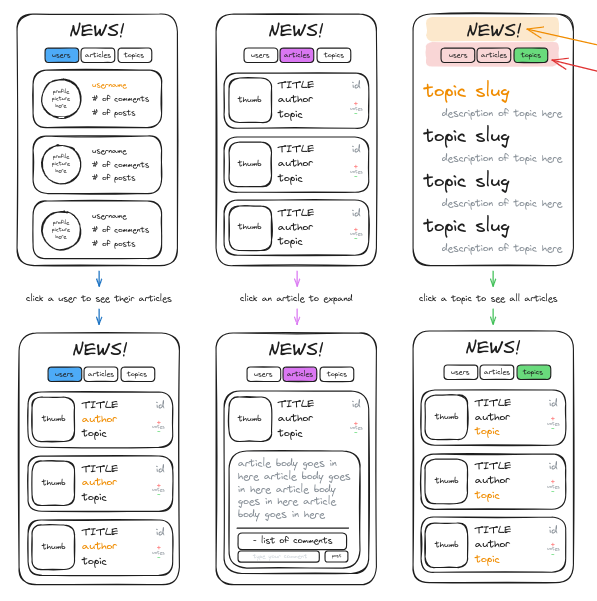 NEWS!
users articles topics
profile picture here
username
# of comments
# of posts
profile picture here
username
# of comments
# of posts
profile picture here
username
# of comments
# of posts
NEWS!
users articles topics
thumb
TITLE id
author
votes
topic
thumb
TITLE id
author
votes
topic
thumb
TITLE id
author
votes
topic
NEWS!
users articles topics
topic slug
description of topic here
topic slug
description of topic here
topic slug
description of topic here
topic slug
description of topic here
click a user to see their articles
click an article to expand
click a topic to see all articles
NEWS!
users articles topics
thumb
TITLE id
author
votes
topic
thumb
TITLE id
author
votes
topic
thumb
TITLE id
author
votes
topic
NEWS!
users articles topics
thumb
TITLE id
author
votes
topic
article body goes in
here article body goes
in here article body
goes in here article
body goes in here
- list of comments
type your comment post
NEWS!
users articles topics
thumb
TITLE id
author
votes
topic
thumb
TITLE id
author
votes
topic
thumb
TITLE id
author
votes
topic